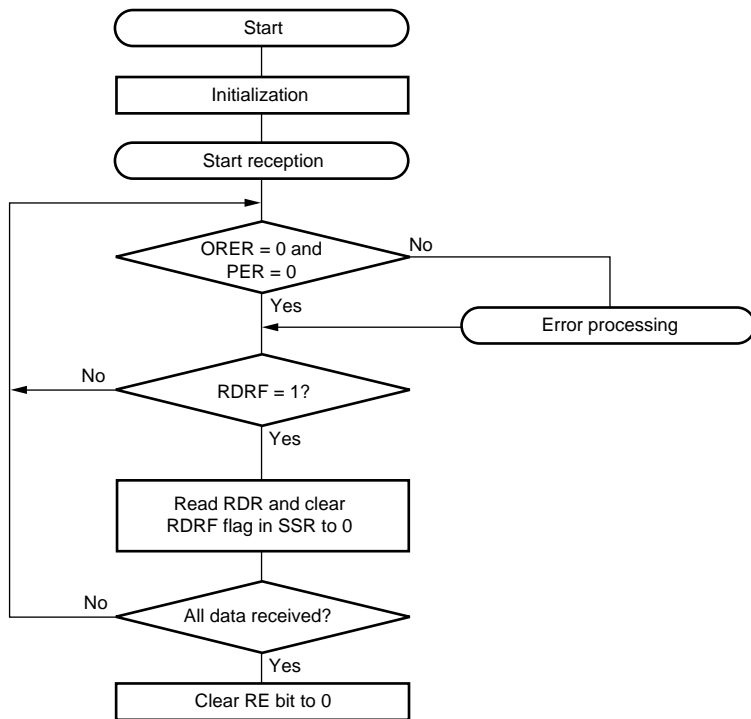 Start
Initialization
Start reception
ORER = 0 and
PER = 0
No
Yes
Error processing
No
RDRF = 1?
Yes
Read RDR and clear
RDRF flag in SSR to 0
No
All data received?
Yes
Clear RE bit to 0